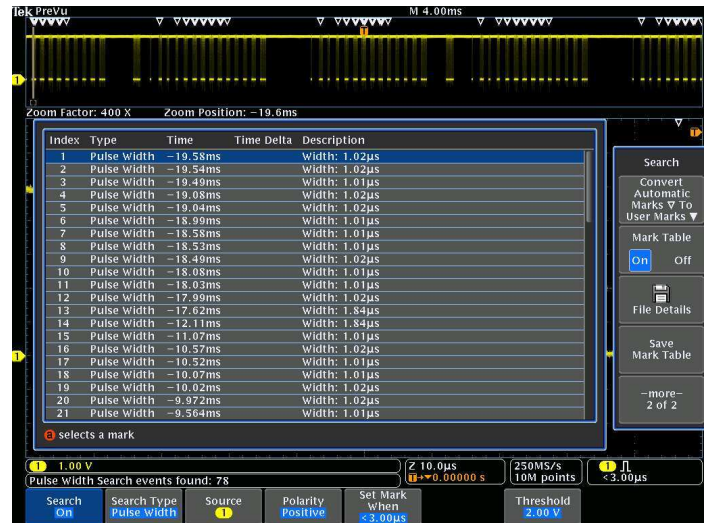 Tek PreVu M 4.00ms
1
Zoom Factor: 400 X Zoom Position: −19.6ms
Index Type Time Time Delta Description
1 Pulse Width −19.58ms Width: 1.02µs
2 Pulse Width −19.54ms Width: 1.02µs
3 Pulse Width −19.49ms Width: 1.01µs
4 Pulse Width −19.08ms Width: 1.02µs
5 Pulse Width −19.04ms Width: 1.02µs
6 Pulse Width −18.99ms Width: 1.01µs
7 Pulse Width −18.58ms Width: 1.01µs
8 Pulse Width −18.53ms Width: 1.01µs
9 Pulse Width −18.49ms Width: 1.02µs
10 Pulse Width −18.08ms Width: 1.01µs
11 Pulse Width −18.03ms Width: 1.01µs
12 Pulse Width −17.99ms Width: 1.02µs
13 Pulse Width −17.62ms Width: 1.84µs
14 Pulse Width −12.11ms Width: 1.84µs
15 Pulse Width −11.07ms Width: 1.01µs
16 Pulse Width −10.57ms Width: 1.02µs
17 Pulse Width −10.52ms Width: 1.01µs
18 Pulse Width −10.07ms Width: 1.01µs
19 Pulse Width −10.02ms Width: 1.02µs
20 Pulse Width −9.972ms Width: 1.02µs
21 Pulse Width −9.564ms Width: 1.01µs
a selects a mark
Search
Convert
Automatic
Marks ▽ To
User Marks ▼
Mark Table
On Off
File Details
Save
Mark Table
−more−
2 of 2
1
1 1.00 V
Pulse Width Search events found: 78
Z 10.0µs
T→▼0.00000 s
250MS/s
10M points
1
<3.00µs
Search
On
Search Type
Pulse Width
Source
1
Polarity
Positive
Set Mark
When
<3.00µs
Threshold
2.00 V